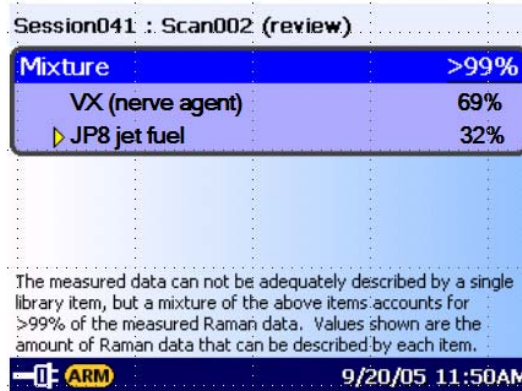 Session041 : Scan002 (review)
Mixture >99%
VX (nerve agent) 69%
JP8 jet fuel 32%
The measured data can not be adequately described by a single
library item, but a mixture of the above items accounts for
>99% of the measured Raman data. Values shown are the
amount of Raman data that can be described by each item.
ARM 9/20/05 11:50AM